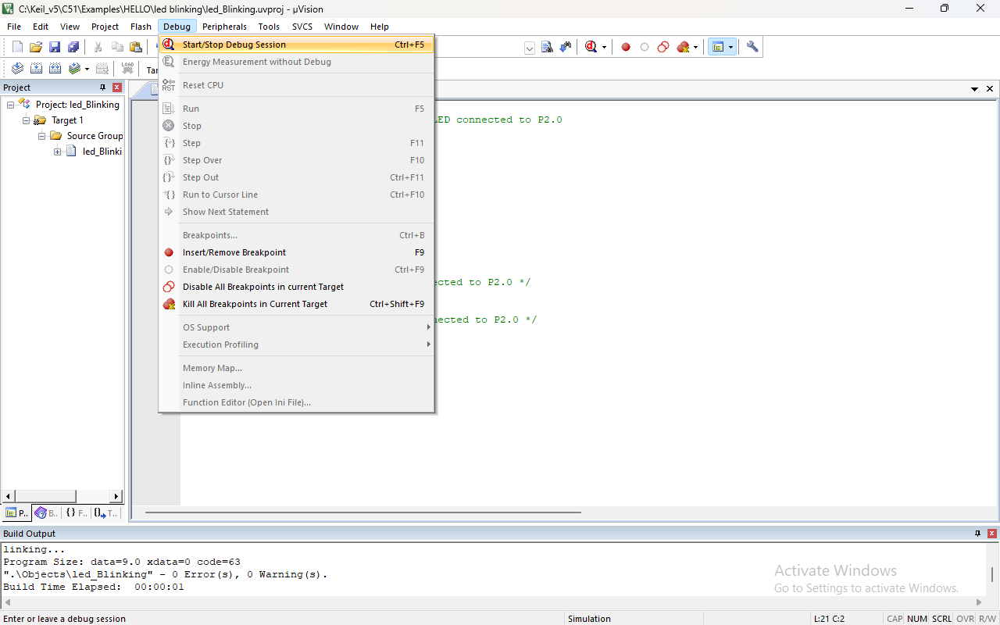 C:\Keil_v5\C51\Examples\HELLO\led blinking\led_Blinking.uvproj - µVision
File Edit View Project Flash Debug Peripherals Tools SVCS Window Help
Start/Stop Debug Session Ctrl+F5
Energy Measurement without Debug
LOAD
RST Reset CPU
Project
Run F5
Project: led_Blinking
ED connected to P2.0
Target 1
Stop
Source Group
Step F11
led_Blinki
Step Over F10
Step Out Ctrl+F11
Run to Cursor Line Ctrl+F10
Show Next Statement
Breakpoints... Ctrl+B
Insert/Remove Breakpoint F9
Enable/Disable Breakpoint Ctrl+F9
ected to P2.0 */
Disable All Breakpoints in current Target
Kill All Breakpoints in Current Target Ctrl+Shift+F9
nected to P2.0 */
OS Support
Execution Profiling
Memory Map...
Inline Assembly...
Function Editor (Open Ini File)...
P.. B.. {} F.. T..
Build Output
linking...
Program Size: data=9.0 xdata=0 code=63
".\Objects\led_Blinking" - 0 Error(s), 0 Warning(s).
Build Time Elapsed: 00:00:01
Activate Windows
Go to Settings to activate Windows.
Enter or leave a debug session Simulation L:21 C:2 CAP NUM SCRL OVR R/W